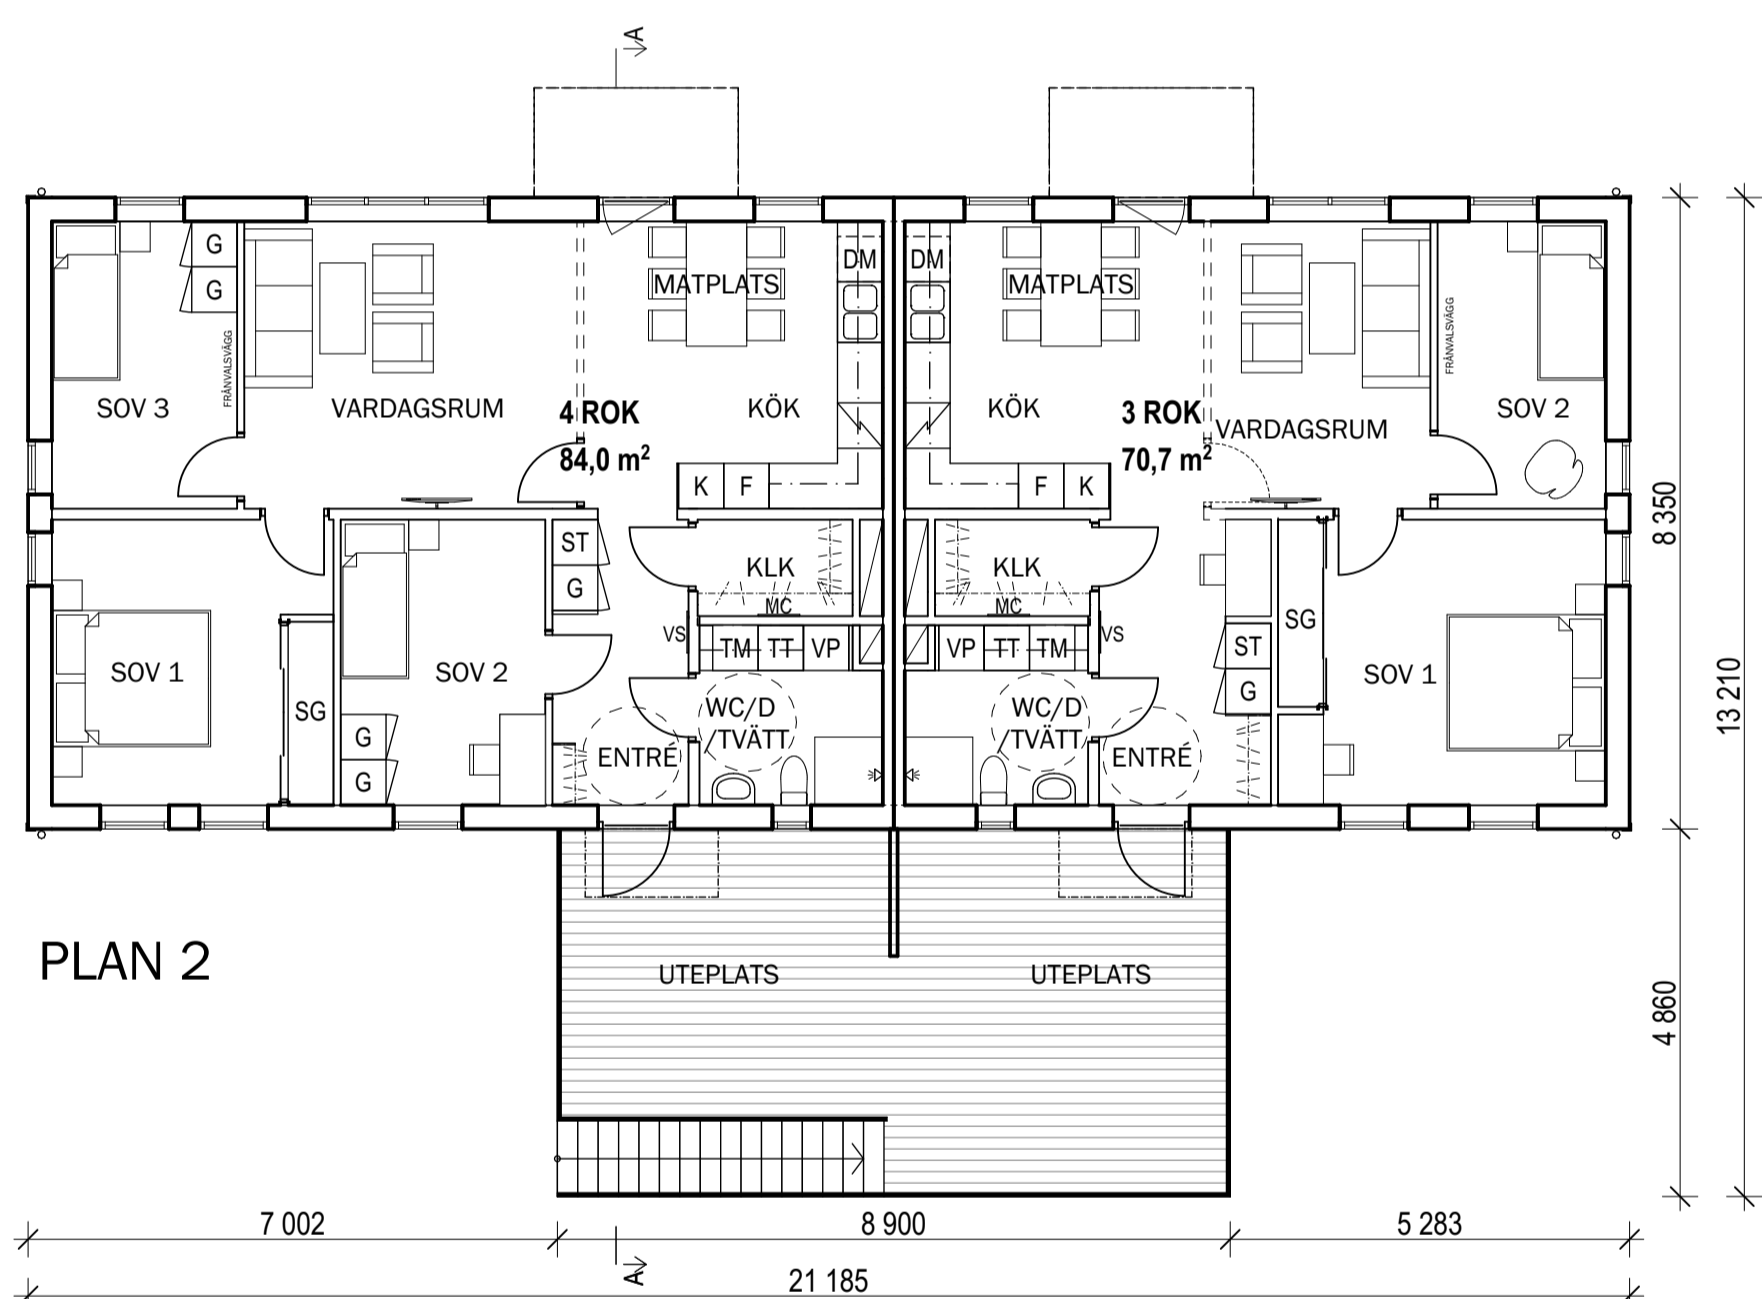 A
G
G
DM
DM
MATPLATS
MATPLATS
FRÅNVALSVÄGG
FRÅNVALSVÄGG
SOV 3
VARDAGSRUM
4 ROK
84,0 m²
KÖK
KÖK
3 ROK
70,7 m²
VARDAGSRUM
SOV 2
K
F
F
K
8 350
ST
G
KLK
MC
KLK
MC
SG
VS
TM
TT
VP
VP
TT
TM
VS
ST
G
SOV 1
SG
SOV 2
G
G
WC/D
/TVÄTT
ENTRÉ
WC/D
/TVÄTT
ENTRÉ
SOV 1
13 210
PLAN 2
UTEPLATS
UTEPLATS
4 860
7 002
8 900
5 283
A
21 185